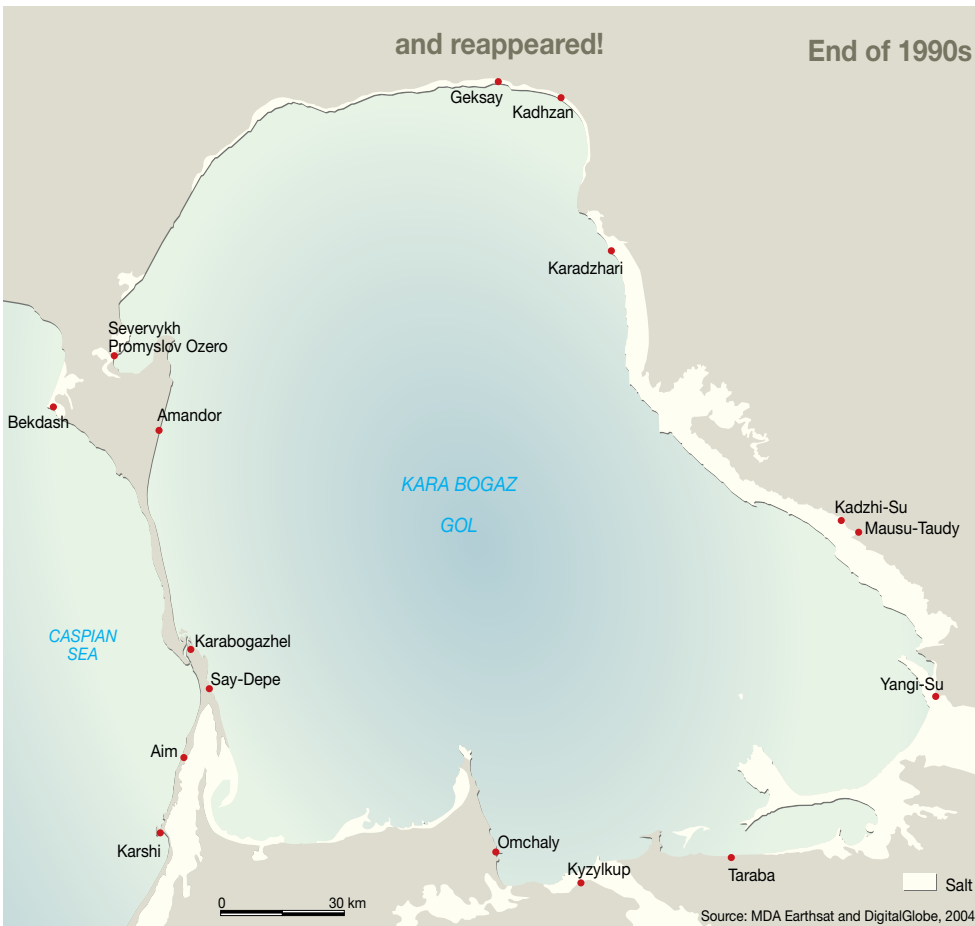 and reappeared!
End of 1990s
Geksay
Kadhzan
Karadzhari
Severvykh
Promyslov Ozero
Bekdash
Amandor
KARA BOGAZ
GOL
Kadzhi-Su
Mausu-Taudy
CASPIAN
SEA
Karabogazhel
Say-Depe
Yangi-Su
Aim
Karshi
Omchaly
Kyzylkup
Taraba
Salt
0 30 km
Source: MDA Earthsat and DigitalGlobe, 2004